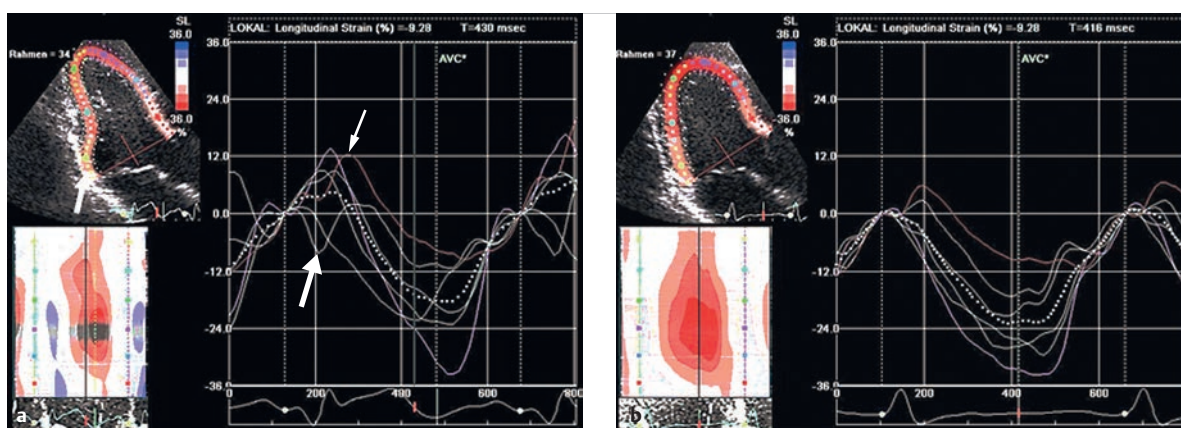 SL
36.0
Rahmen = 34
-36.0
%
LOKAL: Longitudinal Strain (%) =-9.28 T=430 msec
36.0
AVC*
24.0
12.0
0.0
-12.0
-24.0
-36.0
0 200 400 600 800
a
SL
36.0
Rahmen = 37
-36.0
%
LOKAL: Longitudinal Strain (%) =-9.28 T=416 msec
36.0
AVC*
24.0
12.0
0.0
-12.0
-24.0
-36.0
0 200 400 600
b